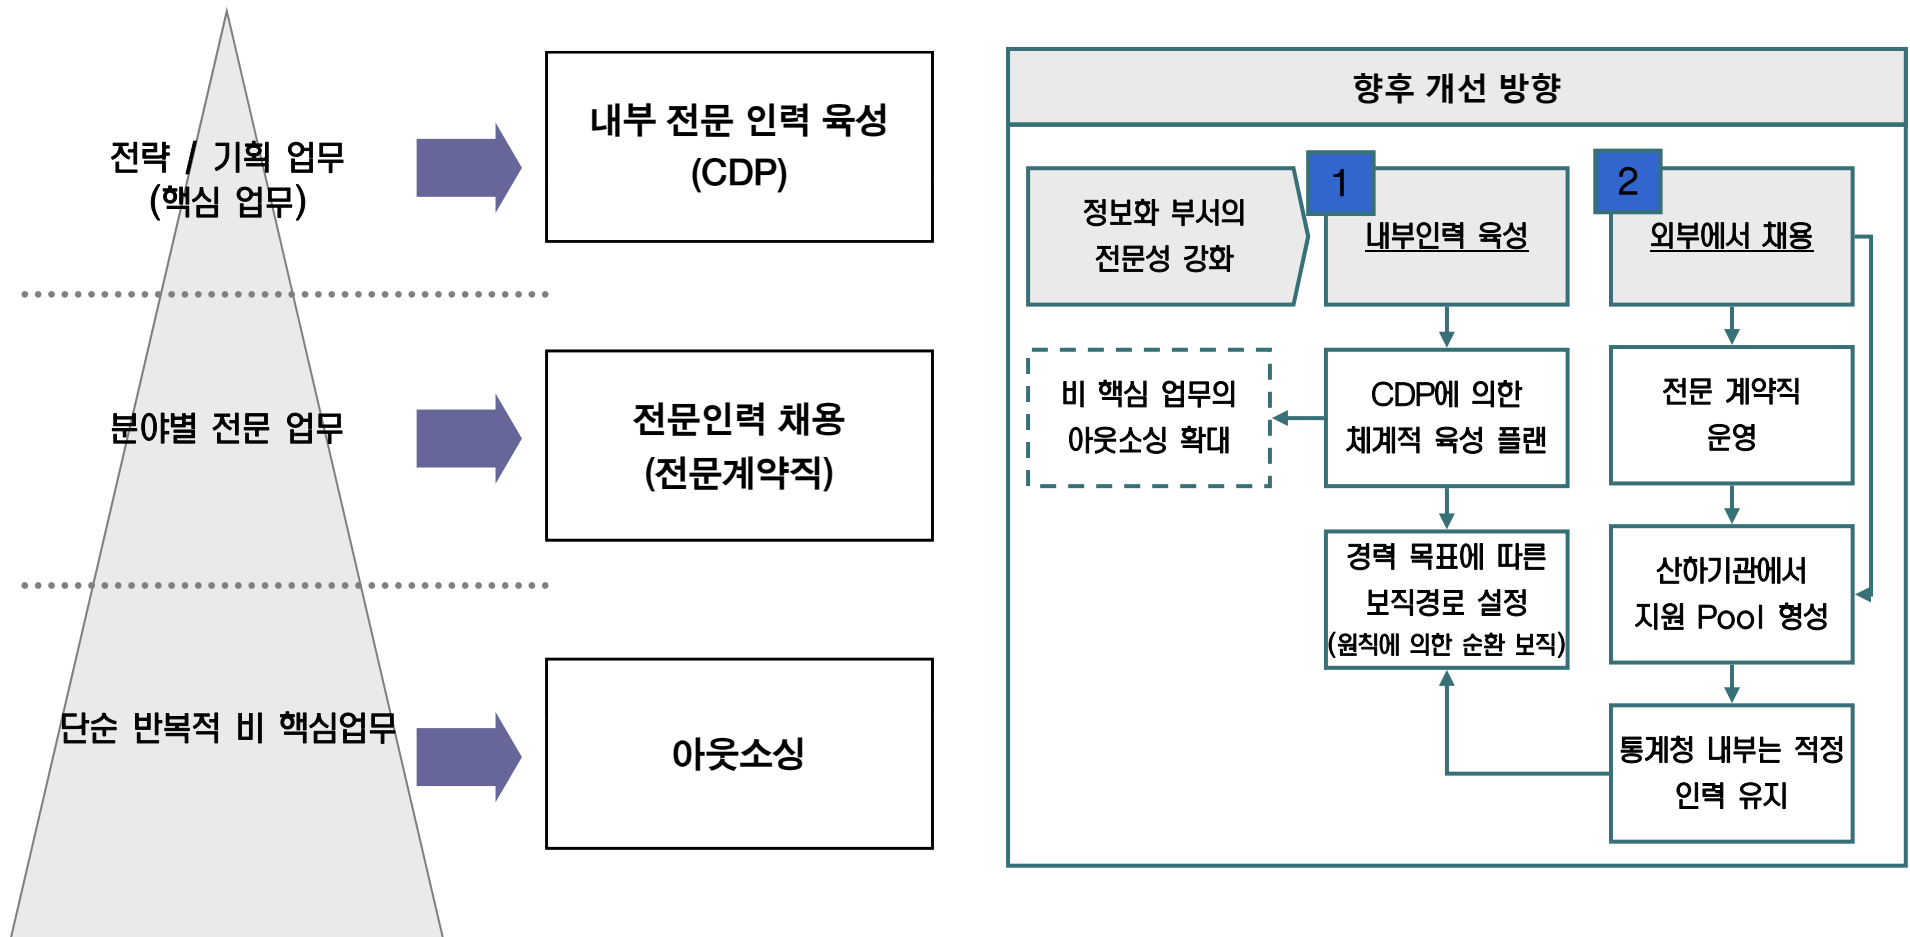 전략 / 기획 업무
(핵심 업무)
내부 전문 인력 육성
(CDP)
분야별 전문 업무
전문인력 채용
(전문계약직)
단순 반복적 비 핵심업무
아웃소싱
향후 개선 방향
정보화 부서의
전문성 강화
1
내부인력 육성
2
외부에서 채용
비 핵심 업무의
아웃소싱 확대
CDP에 의한
체계적 육성 플랜
전문 계약직
운영
경력 목표에 따른
보직경로 설정
(원칙에 의한 순환 보직)
산하기관에서
지원 Pool 형성
통계청 내부는 적정
인력 유지